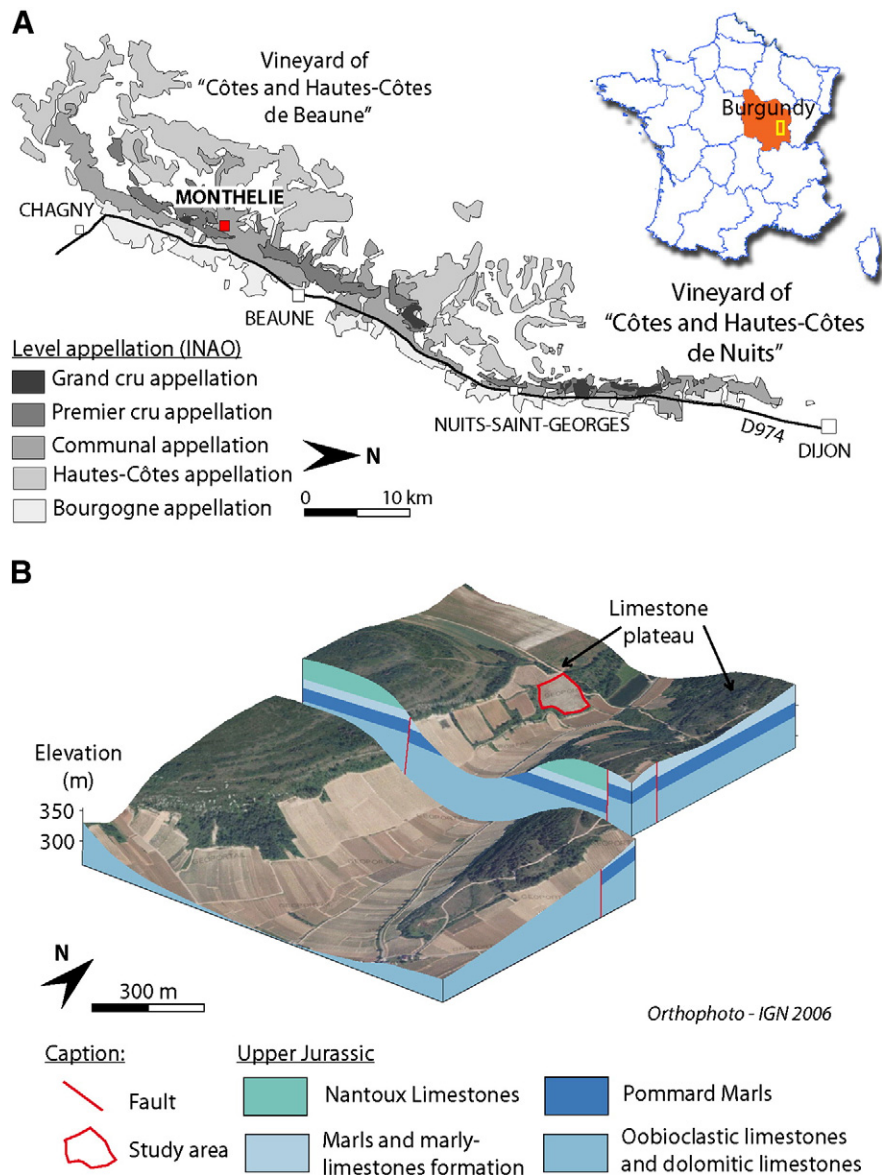 A
Vineyard of
"Côtes and Hautes-Côtes
de Beaune"
Burgundy
MONTHELIE
CHAGNY
BEAUNE
Vineyard of
"Côtes and Hautes-Côtes
de Nuits"
Level appellation (INAO)
Grand cru appellation
Premier cru appellation
Communal appellation
Hautes-Côtes appellation
Bourgogne appellation
NUITS-SAINT-GEORGES
D974
DIJON
N
0 10 km
B
Limestone
plateau
Elevation
(m)
350
300
N
300 m
Orthophoto - IGN 2006
Caption:
Fault
Study area
Upper Jurassic
Nantoux Limestones
Marls and marly-
limestones formation
Pommard Marls
Oobioclastic limestones
and dolomitic limestones